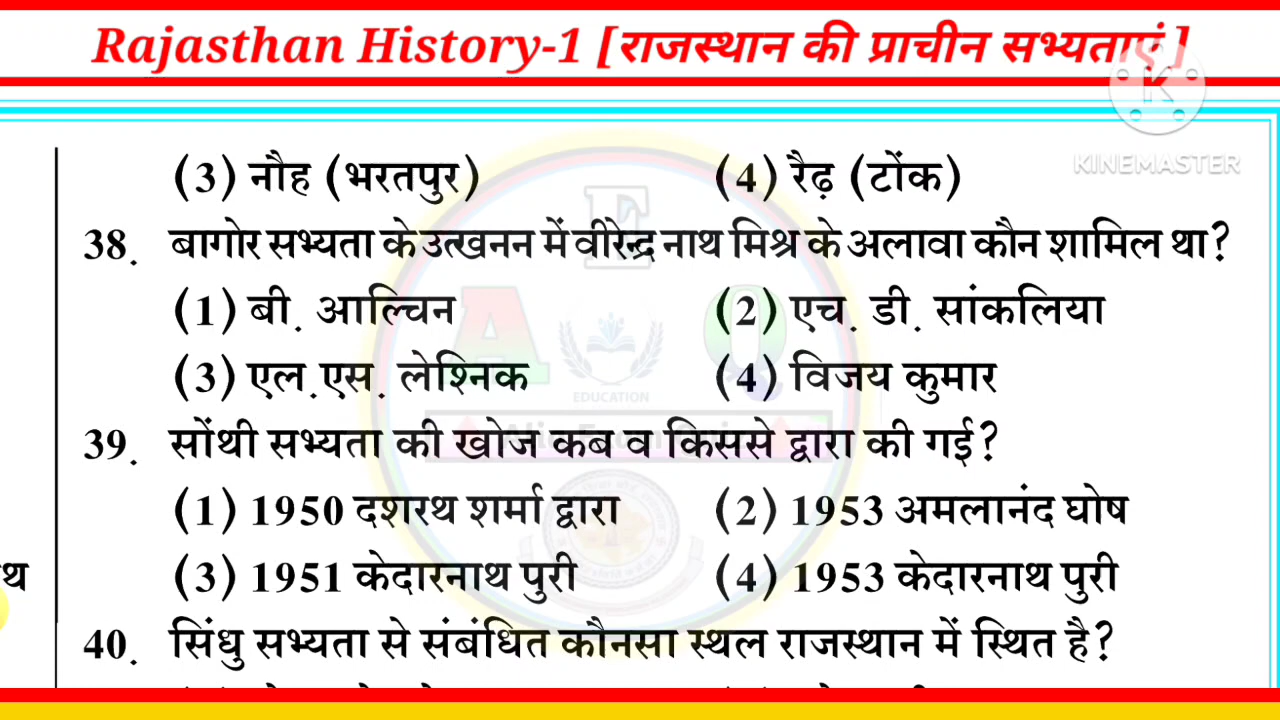 Rajasthan History-1 [राजस्थान की प्राचीन सभ्यताएं]
KINEMASTER
(3) नौह (भरतपुर) (4) रैढ़ (टोंक)
38. बागोर सभ्यता के उत्खनन में वीरेन्द्र नाथ मिश्र के अलावा कौन शामिल था?
(1) बी. आल्चिन (2) एच. डी. सांकलिया
(3) एल.एस. लेश्निक (4) विजय कुमार
EDUCATION
39. सोंथी सभ्यता की खोज कब व किससे द्वारा की गई?
(1) 1950 दशरथ शर्मा द्वारा (2) 1953 अमलानंद घोष
(3) 1951 केदारनाथ पुरी (4) 1953 केदारनाथ पुरी
40. सिंधु सभ्यता से संबंधित कौनसा स्थल राजस्थान में स्थित है?